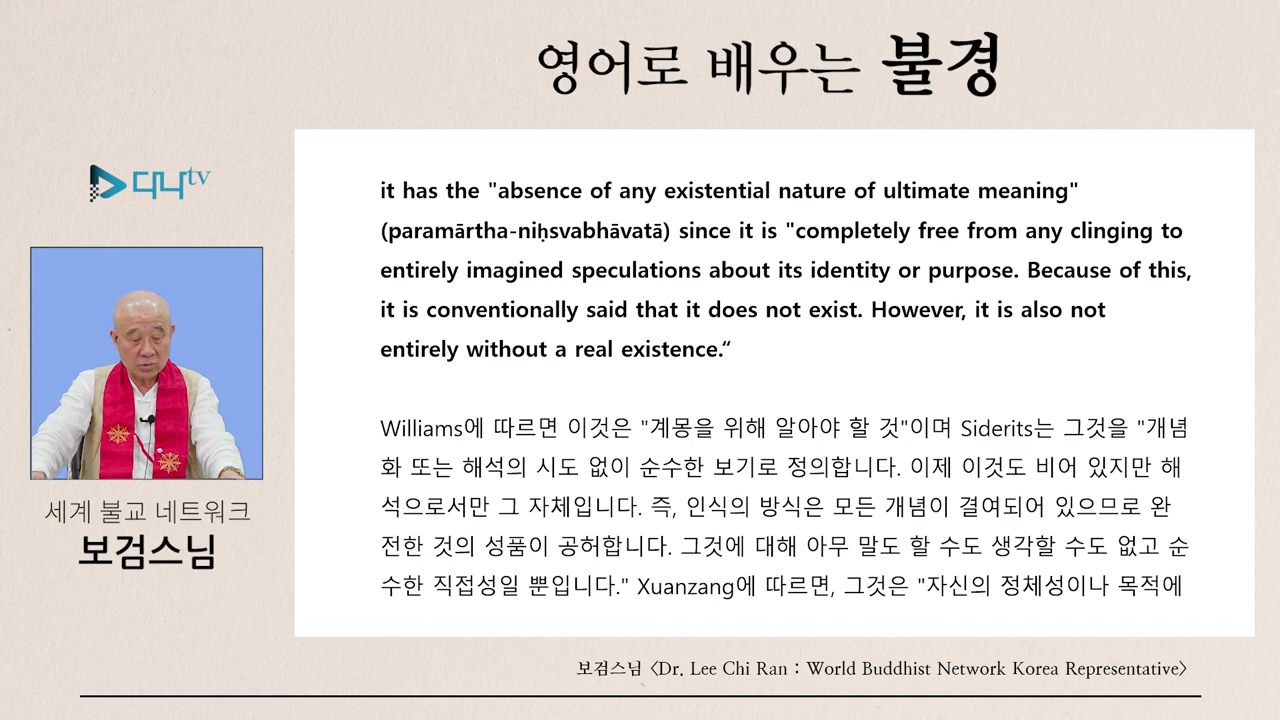 영어로 배우는 불경
디나tv
it has the "absence of any existential nature of ultimate meaning"
(paramārtha-niḥsvabhāvatā) since it is "completely free from any clinging to
entirely imagined speculations about its identity or purpose. Because of this,
it is conventionally said that it does not exist. However, it is also not
entirely without a real existence.“
Williams에 따르면 이것은 "계몽을 위해 알아야 할 것"이며 Siderits는 그것을 "개념
화 또는 해석의 시도 없이 순수한 보기로 정의합니다. 이제 이것도 비어 있지만 해
석으로서만 그 자체입니다. 즉, 인식의 방식은 모든 개념이 결여되어 있으므로 완
전한 것의 성품이 공허합니다. 그것에 대해 아무 말도 할 수도 생각할 수도 없고 순
수한 직접성일 뿐입니다." Xuanzang에 따르면, 그것은 "자신의 정체성이나 목적에
세계 불교 네트워크
보검스님
보검스님 〈Dr. Lee Chi Ran : World Buddhist Network Korea Representative〉